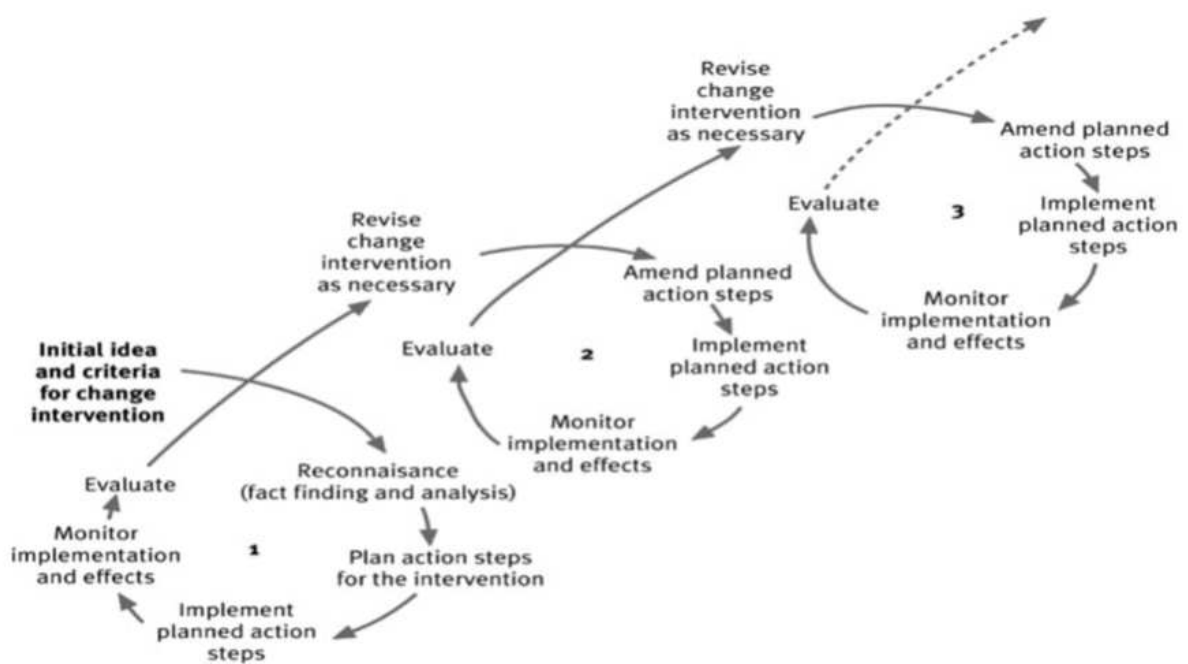 Initial idea
and criteria
for change
intervention
Reconnaisance
(fact finding and analysis)
Plan action steps
for the intervention
Implement
planned action
steps
Monitor
implementation
and effects
Evaluate
1
Revise
change
intervention
as necessary
Amend planned
action steps
Implement
planned action
steps
Monitor
implementation
and effects
Evaluate
2
Revise
change
intervention
as necessary
Amend planned
action steps
Implement
planned action
steps
Monitor
implementation
and effects
Evaluate
3